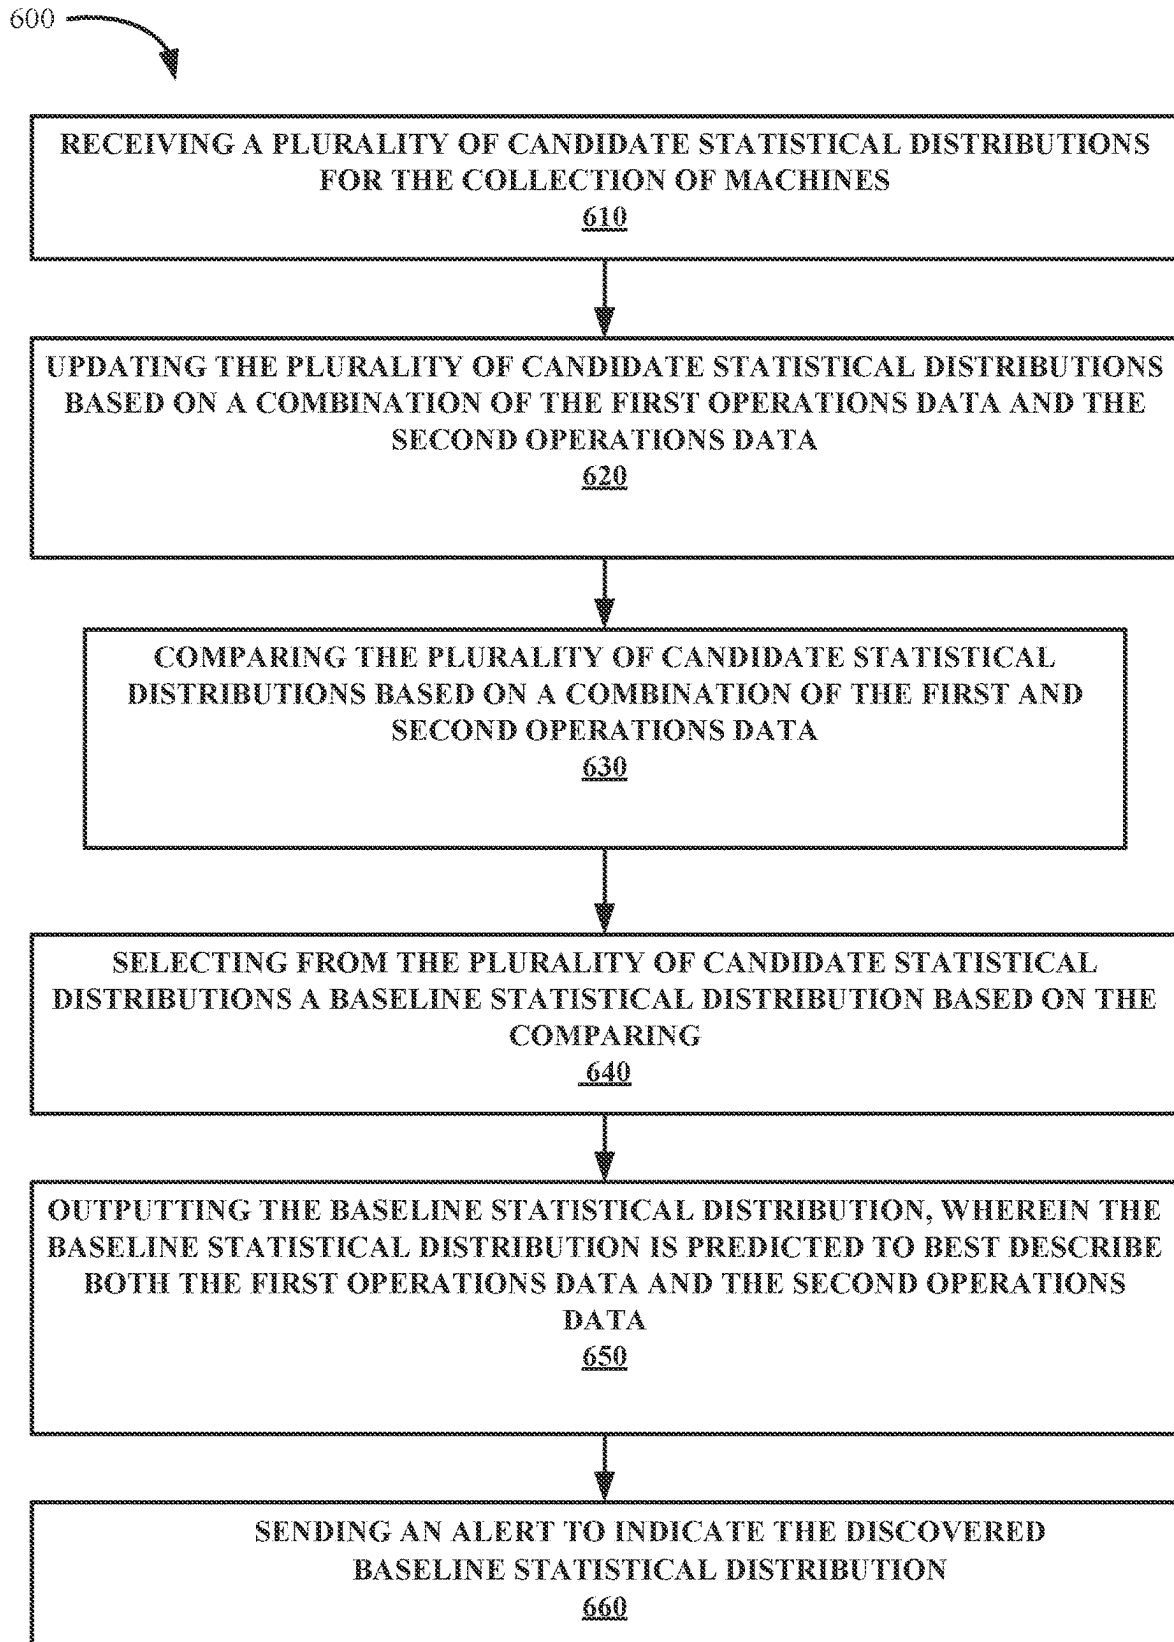 600
RECEIVING A PLURALITY OF CANDIDATE STATISTICAL DISTRIBUTIONS
FOR THE COLLECTION OF MACHINES
610
UPDATING THE PLURALITY OF CANDIDATE STATISTICAL DISTRIBUTIONS
BASED ON A COMBINATION OF THE FIRST OPERATIONS DATA AND THE
SECOND OPERATIONS DATA
620
COMPARING THE PLURALITY OF CANDIDATE STATISTICAL
DISTRIBUTIONS BASED ON A COMBINATION OF THE FIRST AND
SECOND OPERATIONS DATA
630
SELECTING FROM THE PLURALITY OF CANDIDATE STATISTICAL
DISTRIBUTIONS A BASELINE STATISTICAL DISTRIBUTION BASED ON THE
COMPARING
640
OUTPUTTING THE BASELINE STATISTICAL DISTRIBUTION, WHEREIN THE
BASELINE STATISTICAL DISTRIBUTION IS PREDICTED TO BEST DESCRIBE
BOTH THE FIRST OPERATIONS DATA AND THE SECOND OPERATIONS
DATA
650
SENDING AN ALERT TO INDICATE THE DISCOVERED
BASELINE STATISTICAL DISTRIBUTION
660